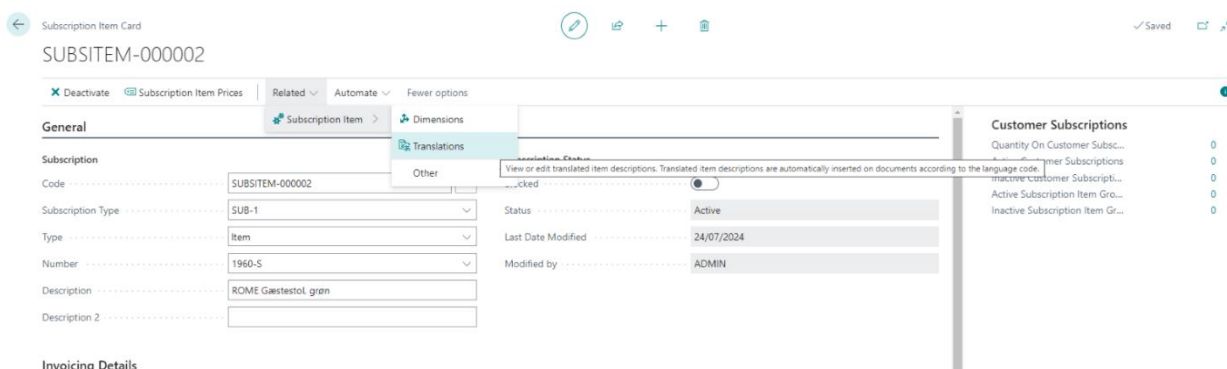 Subscription Item Card
Saved
SUBSITEM-000002
Deactivate Subscription Item Prices Related Automate Fewer options
Subscription Item Dimensions
Translations
Other
View or edit translated item descriptions. Translated item descriptions are automatically inserted on documents according to the language code.
General
Subscription
Code SUBSITEM-000002
Subscription Type SUB-1
Type Item
Number 1960-S
Description ROME Gæstestol, grøn
Description 2
Status Active
Last Date Modified 24/07/2024
Modified by ADMIN
Customer Subscriptions
Quantity On Customer Subsc... 0
Customer Subscriptions 0
Inactive Customer Subscripti... 0
Active Subscription Item Gro... 0
Inactive Subscription Item Gr... 0
Invoicing Details